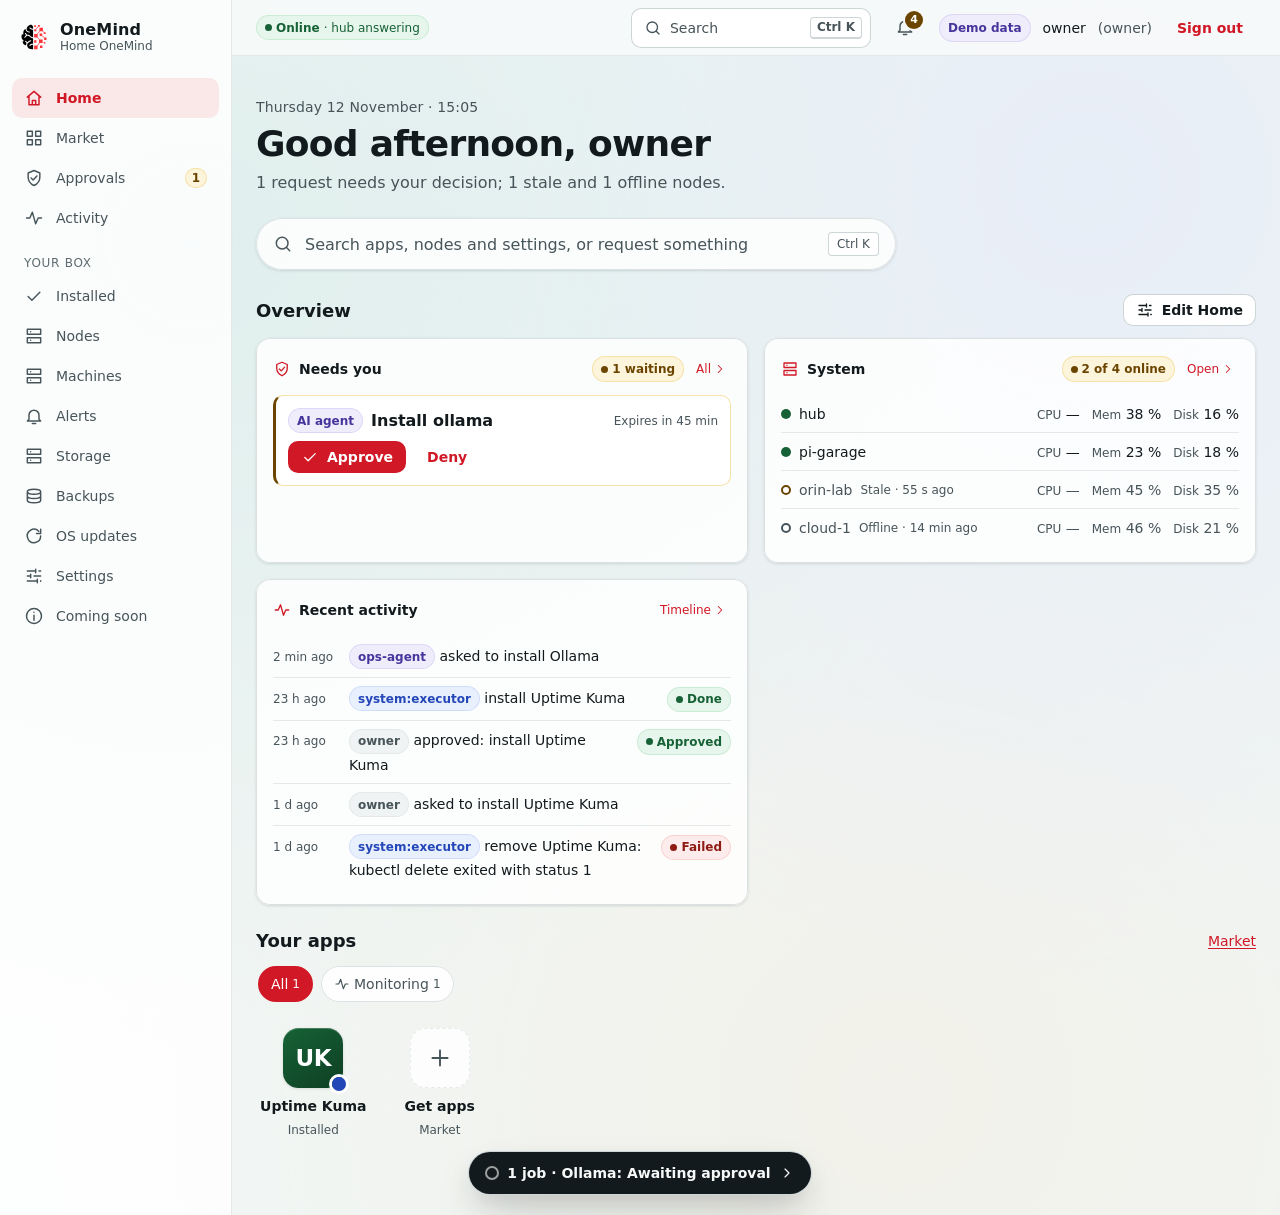 OneMind
Home OneMind
Home
Market
Approvals 1
Activity
YOUR BOX
Installed
Nodes
Machines
Alerts
Storage
Backups
OS updates
Settings
Coming soon
Online · hub answering
Search Ctrl K
4
Demo data
owner (owner)
Sign out
Thursday 12 November · 15:05
Good afternoon, owner
1 request needs your decision; 1 stale and 1 offline nodes.
Search apps, nodes and settings, or request something Ctrl K
Overview
Edit Home
Needs you
1 waiting
All
AI agent Install ollama Expires in 45 min
Approve Deny
System
2 of 4 online
Open
hub CPU — Mem 38 % Disk 16 %
pi-garage CPU — Mem 23 % Disk 18 %
orin-lab Stale · 55 s ago CPU — Mem 45 % Disk 35 %
cloud-1 Offline · 14 min ago CPU — Mem 46 % Disk 21 %
Recent activity
Timeline
2 min ago ops-agent asked to install Ollama
23 h ago system:executor install Uptime Kuma Done
23 h ago owner approved: install Uptime Approved
Kuma
1 d ago owner asked to install Uptime Kuma
1 d ago system:executor remove Uptime Kuma: Failed
kubectl delete exited with status 1
Your apps
Market
All 1 Monitoring 1
UK
Uptime Kuma
Installed
Get apps
Market
1 job · Ollama: Awaiting approval